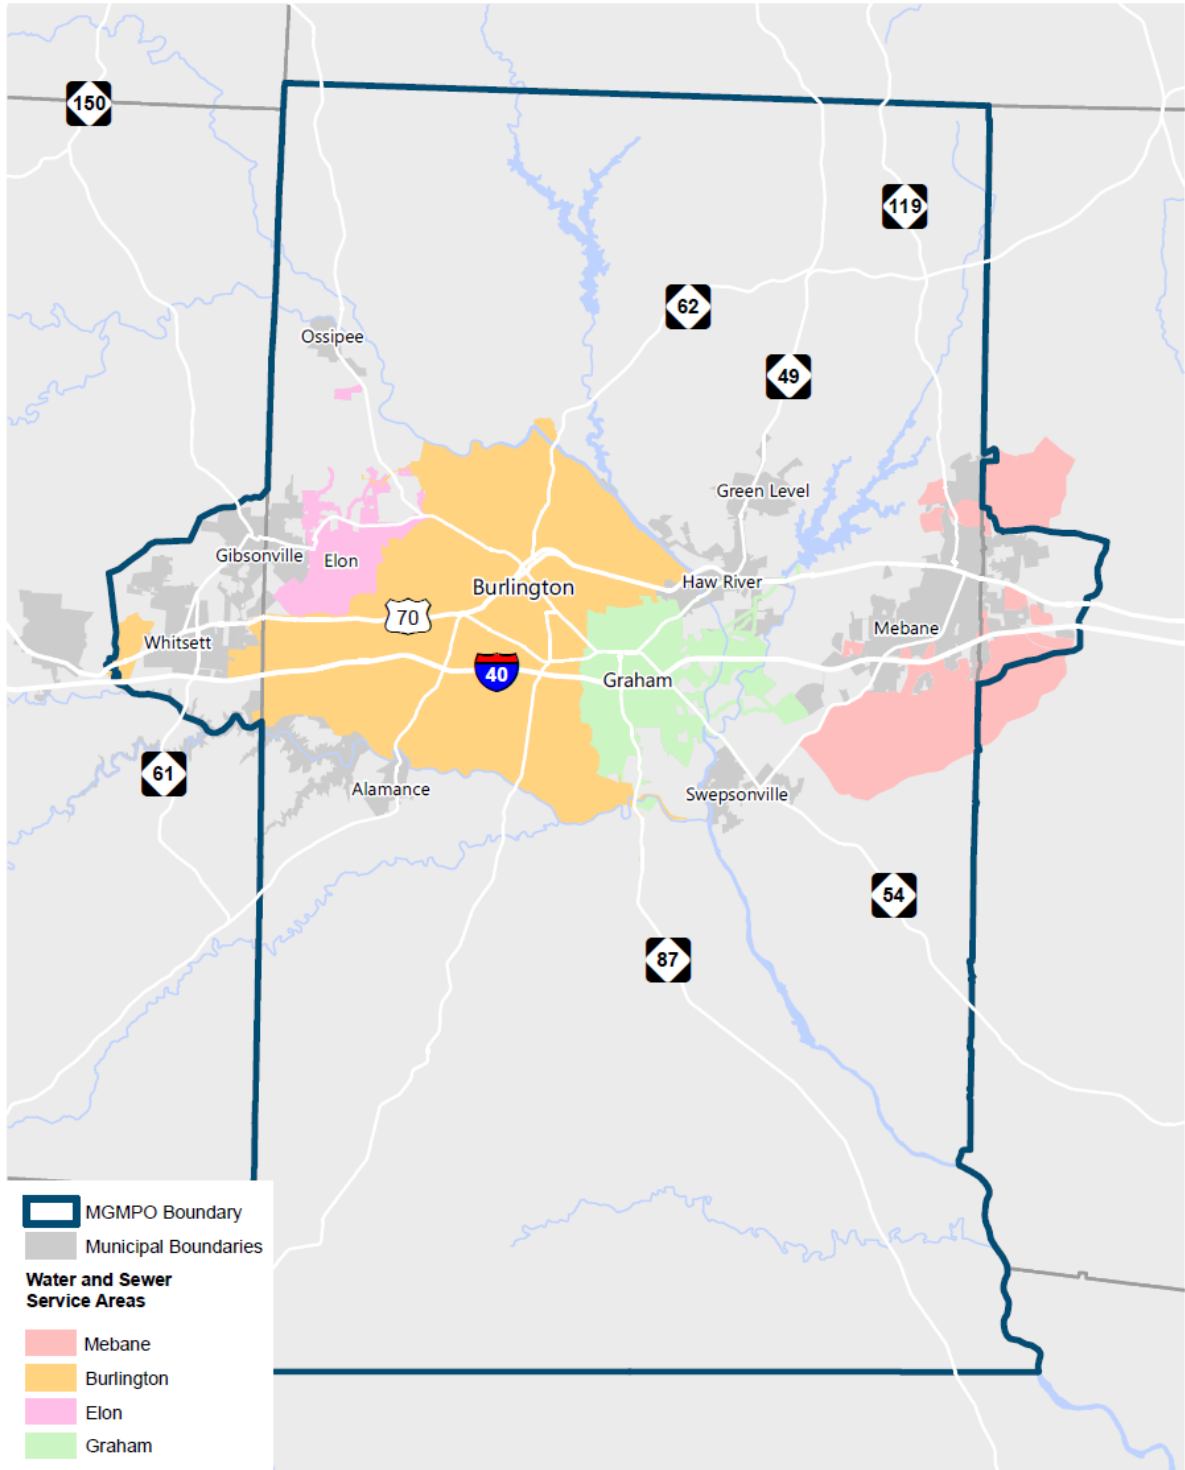 150
119
62
Ossipee
49
Green Level
Gibsonville
Elon
Haw River
Burlington
70
Mebane
Whitsett
40
Graham
61
Alamance
Swepsonville
54
87
MGMPO Boundary
Municipal Boundaries
Water and Sewer
Service Areas
Mebane
Burlington
Elon
Graham